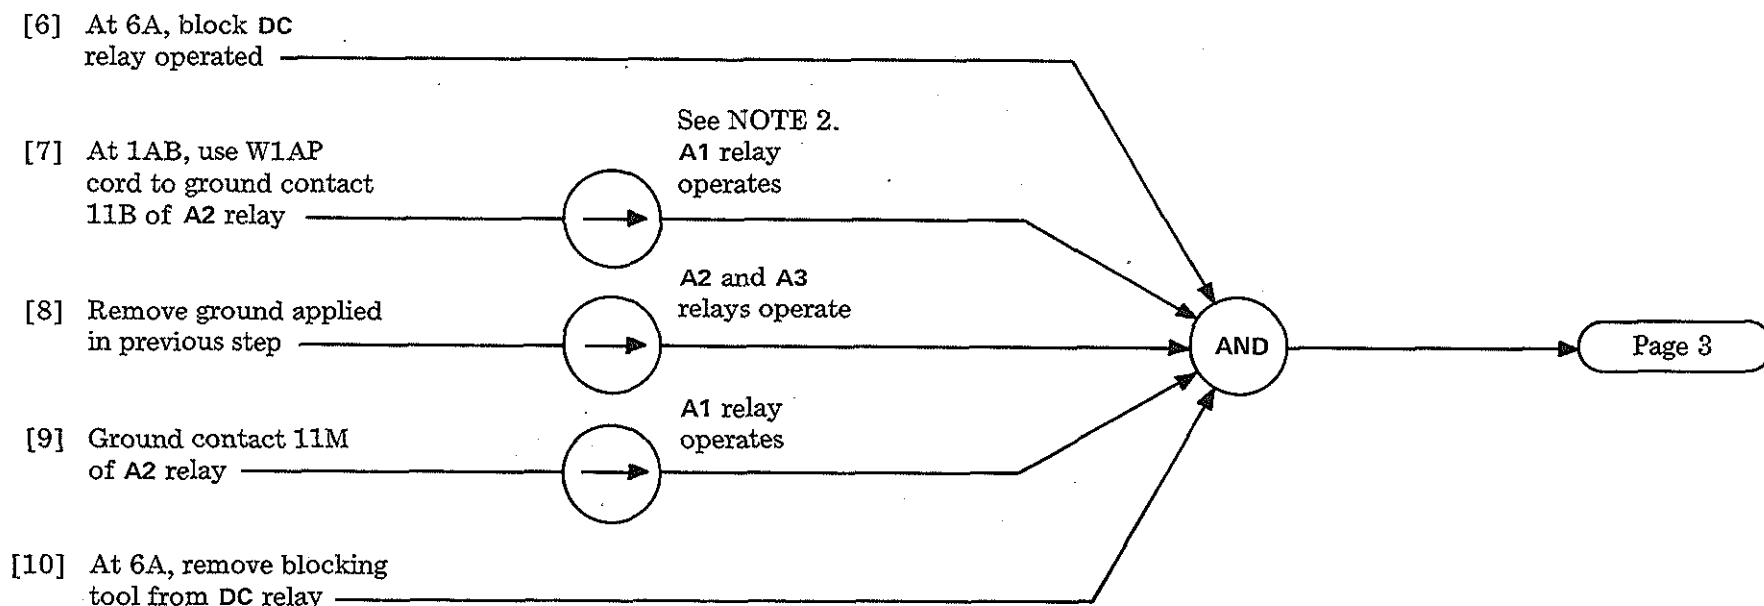 [6] At 6A, block DC
relay operated
See NOTE 2.
[7] At 1AB, use W1AP
cord to ground contact
11B of A2 relay
A1 relay
operates
[8] Remove ground applied
in previous step
A2 and A3
relays operate
AND
Page 3
[9] Ground contact 11M
of A2 relay
A1 relay
operates
[10] At 6A, remove blocking
tool from DC relay